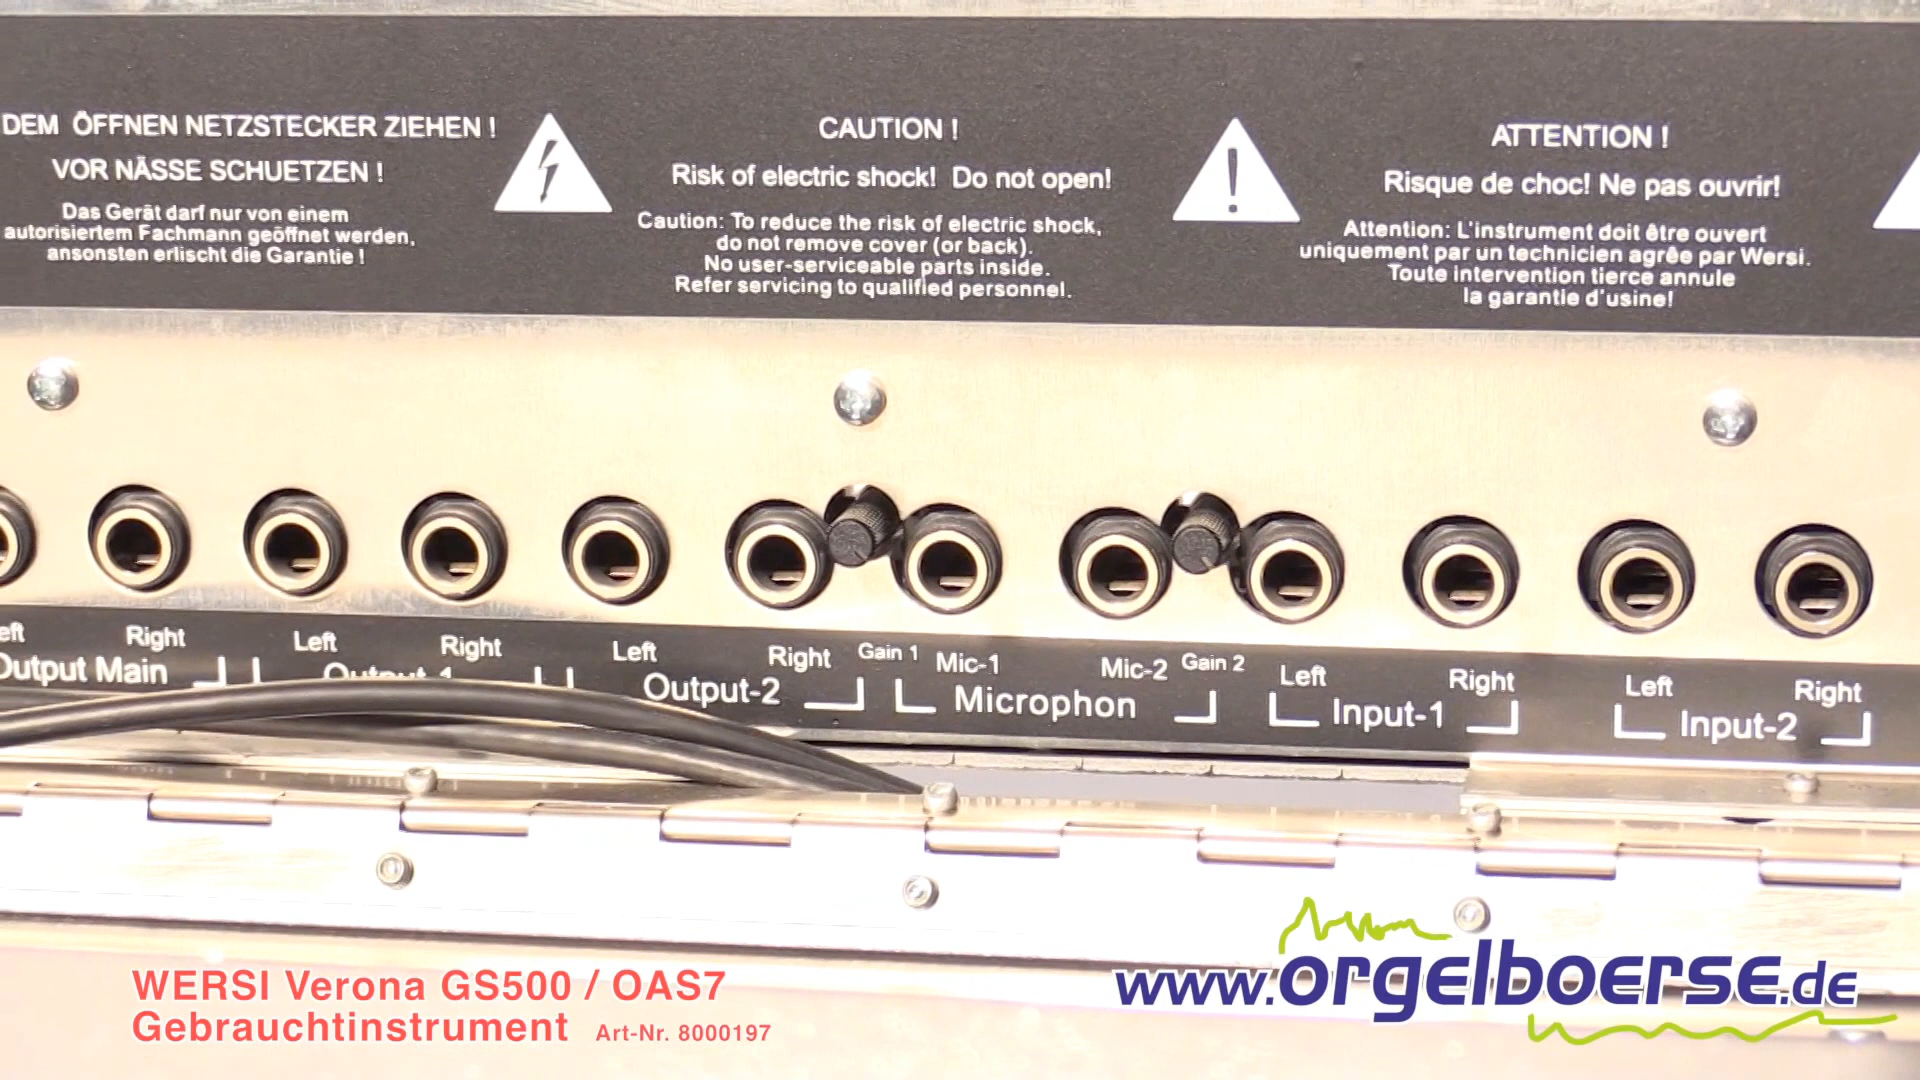 DEM ÖFFNEN NETZSTECKER ZIEHEN !
VOR NÄSSE SCHUETZEN !
Das Gerät darf nur von einem
autorisiertem Fachmann geöffnet werden,
ansonsten erlischt die Garantie !
CAUTION !
Risk of electric shock! Do not open!
Caution: To reduce the risk of electric shock,
do not remove cover (or back).
No user-serviceable parts inside.
Refer servicing to qualified personnel.
ATTENTION !
Risque de choc! Ne pas ouvrir!
Attention: L'instrument doit être ouvert
uniquement par un technicien agrêe par Wersi.
Toute intervention tierce annule
la garantie d'usine!
eft Right Left Right Left Right Gain 1 Mic-1 Mic-2 Gain 2 Left Right Left Right
Output Main Output-1 Output-2 Microphon Input-1 Input-2
WERSI Verona GS500 / OAS7
Gebrauchtinstrument Art-Nr. 8000197
www.orgelboerse.de